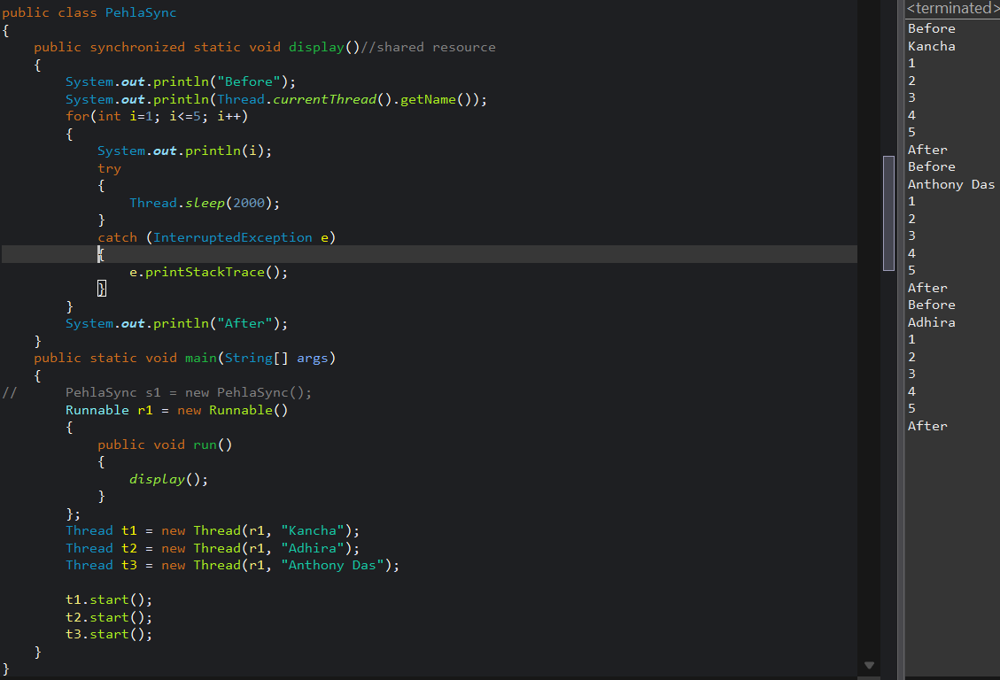 public class PehlaSync
{
    public synchronized static void display()//shared resource
    {
        System.out.println("Before");
        System.out.println(Thread.currentThread().getName());
        for(int i=1; i<=5; i++)
        {
            System.out.println(i);
            try
            {
                Thread.sleep(2000);
            }
            catch (InterruptedException e)
            {
                e.printStackTrace();
            }
        }
        System.out.println("After");
    }
    public static void main(String[] args)
    {
//      PehlaSync s1 = new PehlaSync();
        Runnable r1 = new Runnable()
        {
            public void run()
            {
                display();
            }
        };
        Thread t1 = new Thread(r1, "Kancha");
        Thread t2 = new Thread(r1, "Adhira");
        Thread t3 = new Thread(r1, "Anthony Das");

        t1.start();
        t2.start();
        t3.start();
    }
}
<terminated>
Before
Kancha
1
2
3
4
5
After
Before
Anthony Das
1
2
3
4
5
After
Before
Adhira
1
2
3
4
5
After